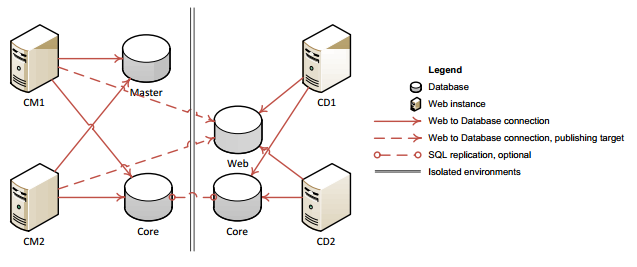 CM1
Master
CD1
Web
CM2
Core
Core
CD2
Legend
Database
Web instance
Web to Database connection
Web to Database connection, publishing target
SQL replication, optional
Isolated environments